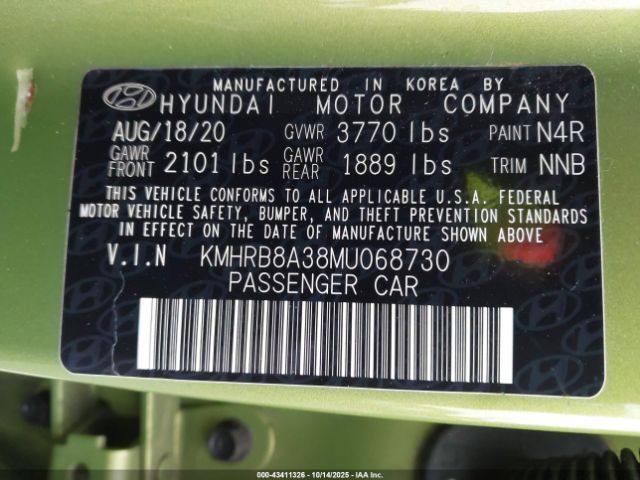 MANUFACTURED IN KOREA BY
HYUNDAI MOTOR COMPANY
AUG/18/20 GVWR 3770 lbs PAINT N4R
GAWR FRONT 2101 lbs GAWR REAR 1889 lbs TRIM NNB
THIS VEHICLE CONFORMS TO ALL APPLICABLE U.S.A. FEDERAL
MOTOR VEHICLE SAFETY, BUMPER, AND THEFT PREVENTION STANDARDS
IN EFFECT ON THE DATE OF MANUFACTURE SHOWN ABOVE.
V.I.N KMHRB8A38MU068730
PASSENGER CAR
000-43411326 - 10/14/2025 - IAA Inc.